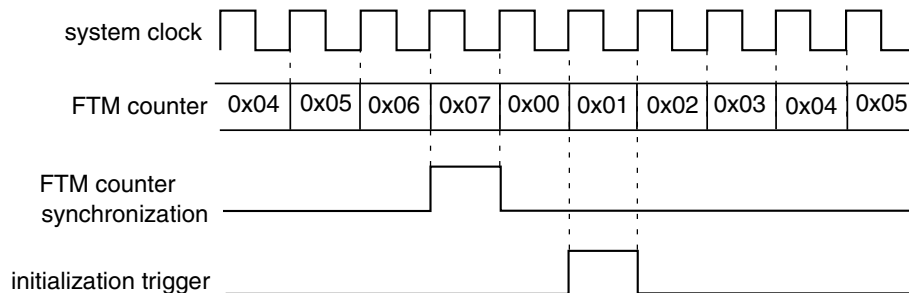 system clock
FTM counter 0x04 0x05 0x06 0x07 0x00 0x01 0x02 0x03 0x04 0x05
FTM counter
synchronization
initialization trigger